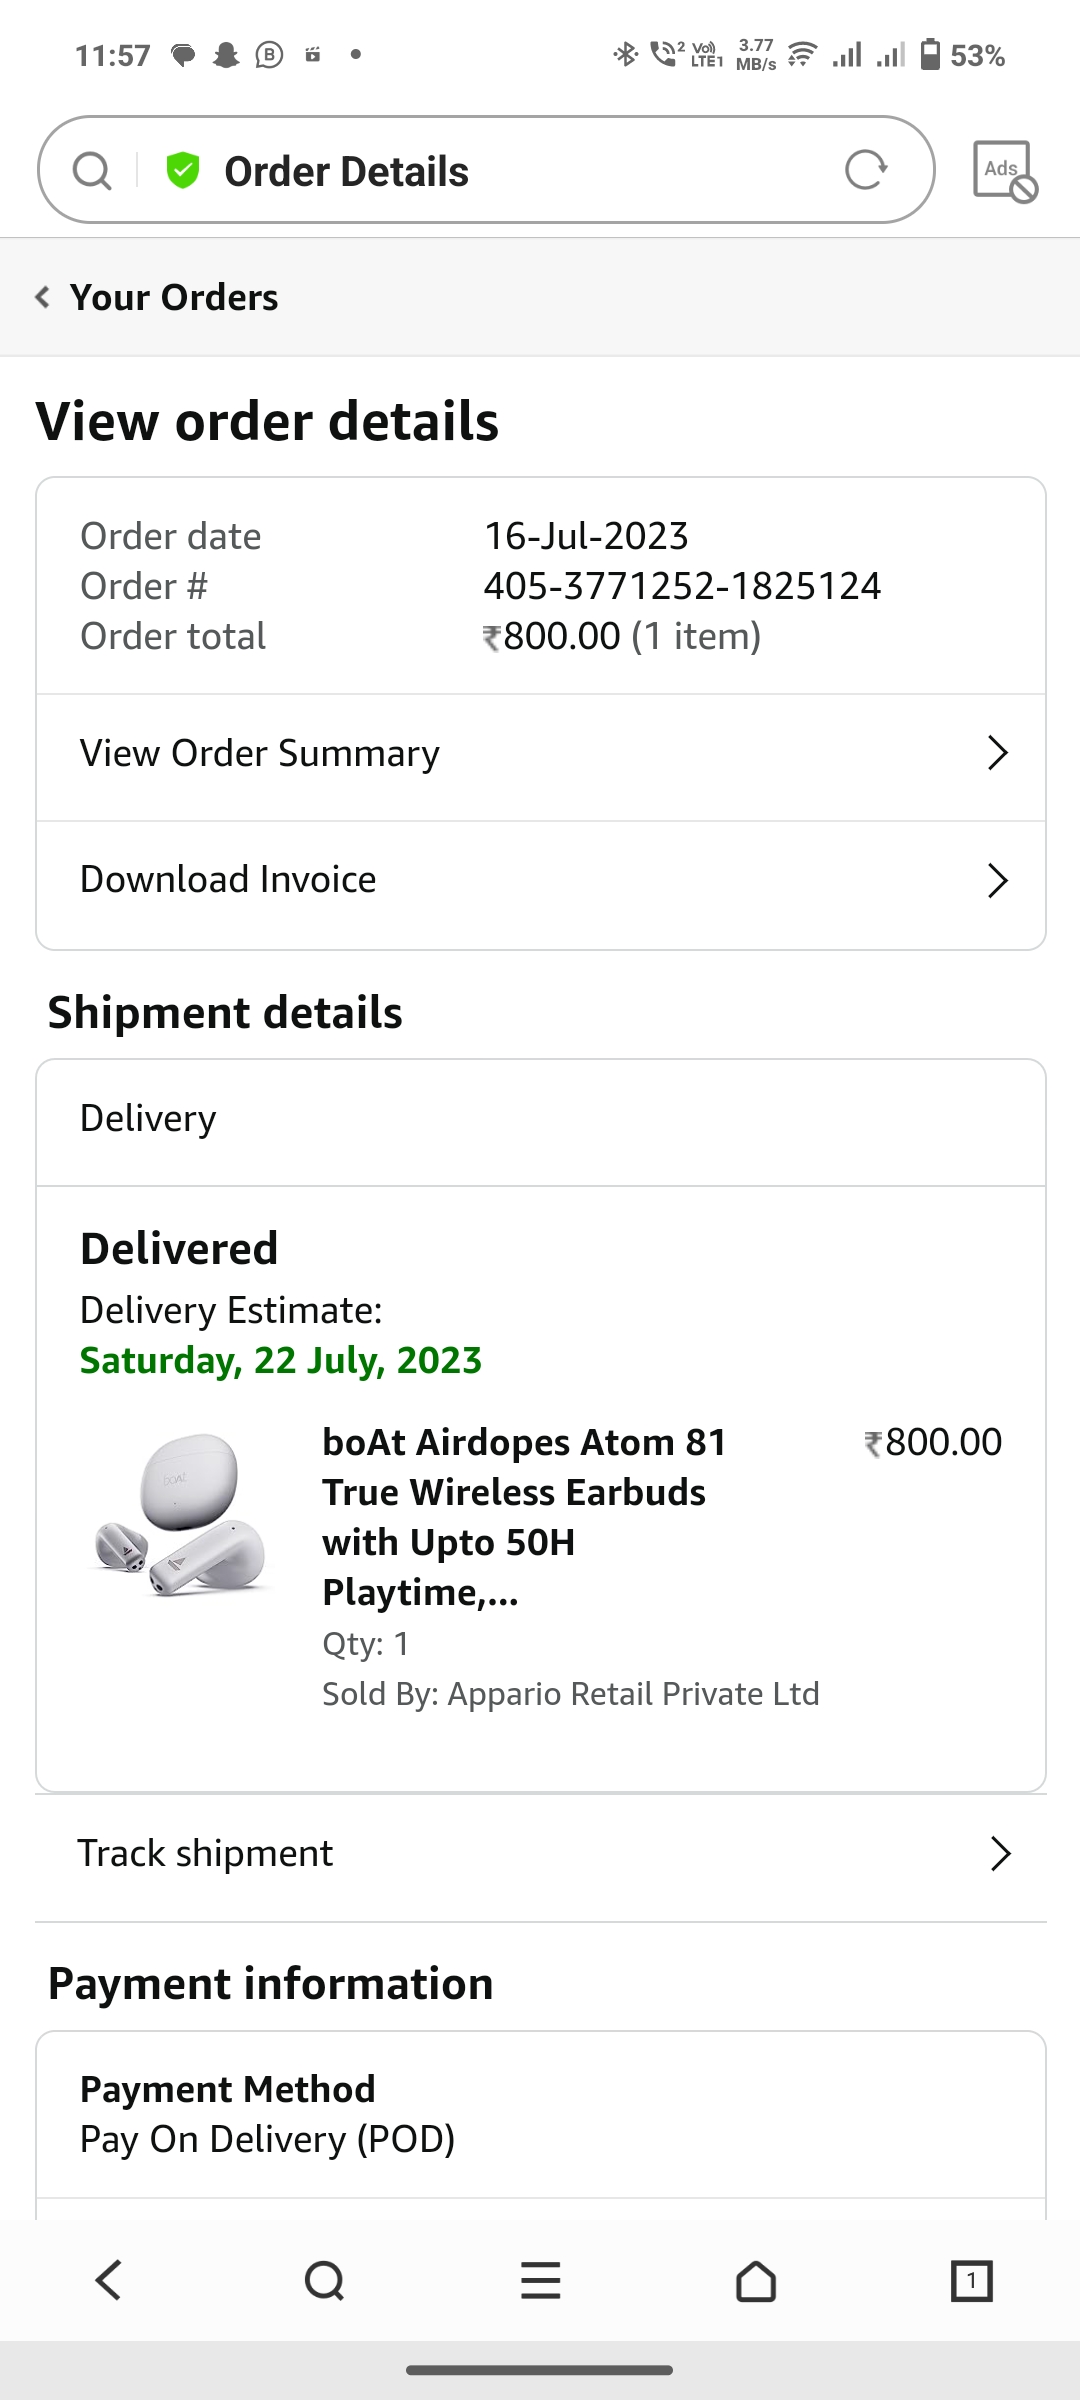 11:57
2 Vo) LTE1 3.77 MB/s 53%
Order Details
Ads
Your Orders
View order details
Order date 16-Jul-2023
Order # 405-3771252-1825124
Order total ₹800.00 (1 item)
View Order Summary
Download Invoice
Shipment details
Delivery
Delivered
Delivery Estimate:
Saturday, 22 July, 2023
boAt
boAt Airdopes Atom 81 ₹800.00
True Wireless Earbuds
with Upto 50H
Playtime,...
Qty: 1
Sold By: Appario Retail Private Ltd
Track shipment
Payment information
Payment Method
Pay On Delivery (POD)
1